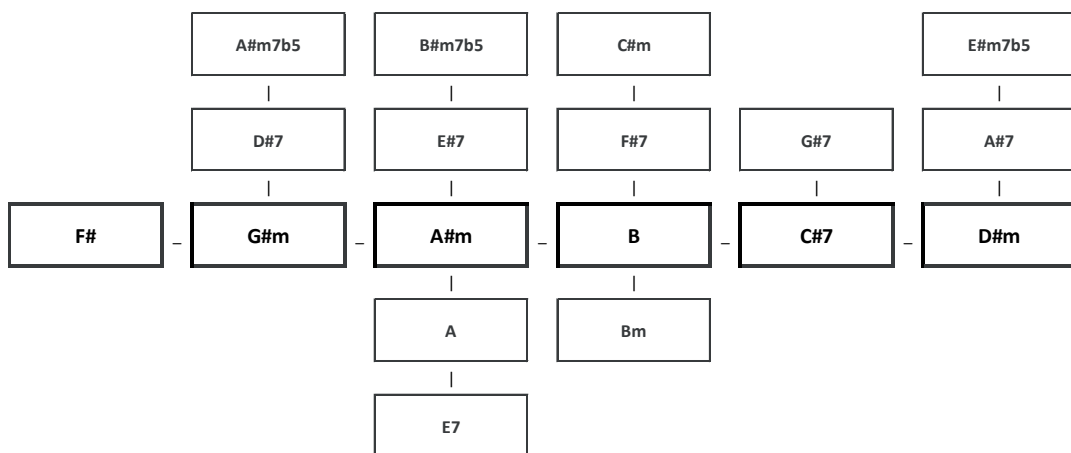 A#m7b5 B#m7b5 C#m E#m7b5
| | | |
D#7 E#7 F#7 G#7 A#7
| | | | |
F# _ G#m _ A#m _ B _ C#7 _ D#m
| |
A Bm
|
E7